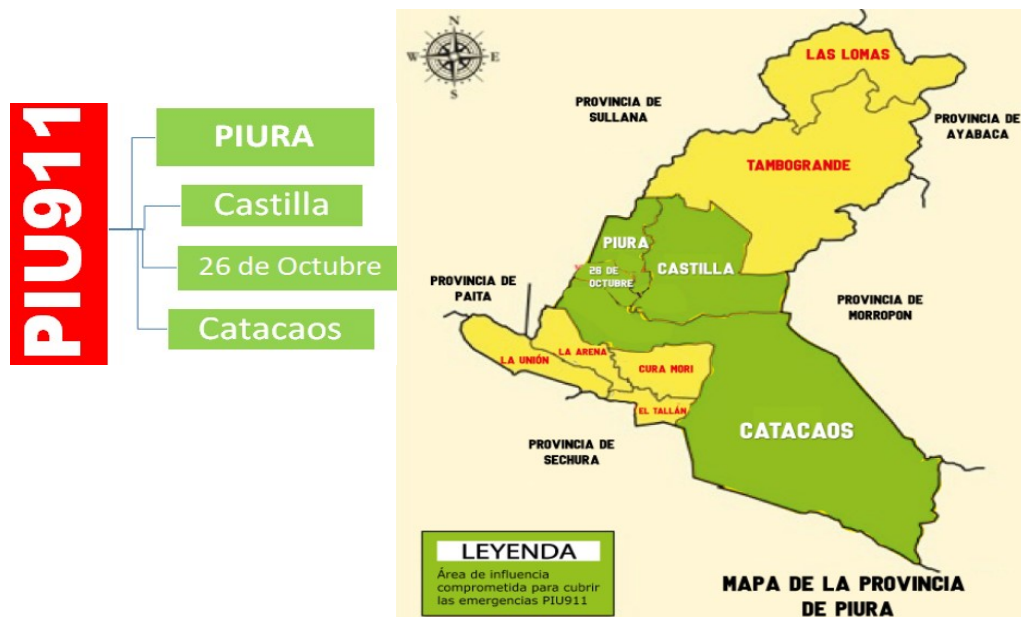 PIU911
PIURA
Castilla
26 de Octubre
Catacaos
N
W
E
S
LAS LOMAS
PROVINCIA DE
SULLANA
PROVINCIA DE
AYABACA
TAMBOGRANDE
PIURA
CASTILLA
26 DE
OCTUBRE
PROVINCIA DE
PAITA
PROVINCIA DE
MORROPON
LA UNIÓN
LA ARENA
CURA MORI
EL TALLÁN
CATACAOS
PROVINCIA DE
SECHURA
LEYENDA
Área de influencia
comprometida para cubrir
las emergencias PIU911
MAPA DE LA PROVINCIA
DE PIURA